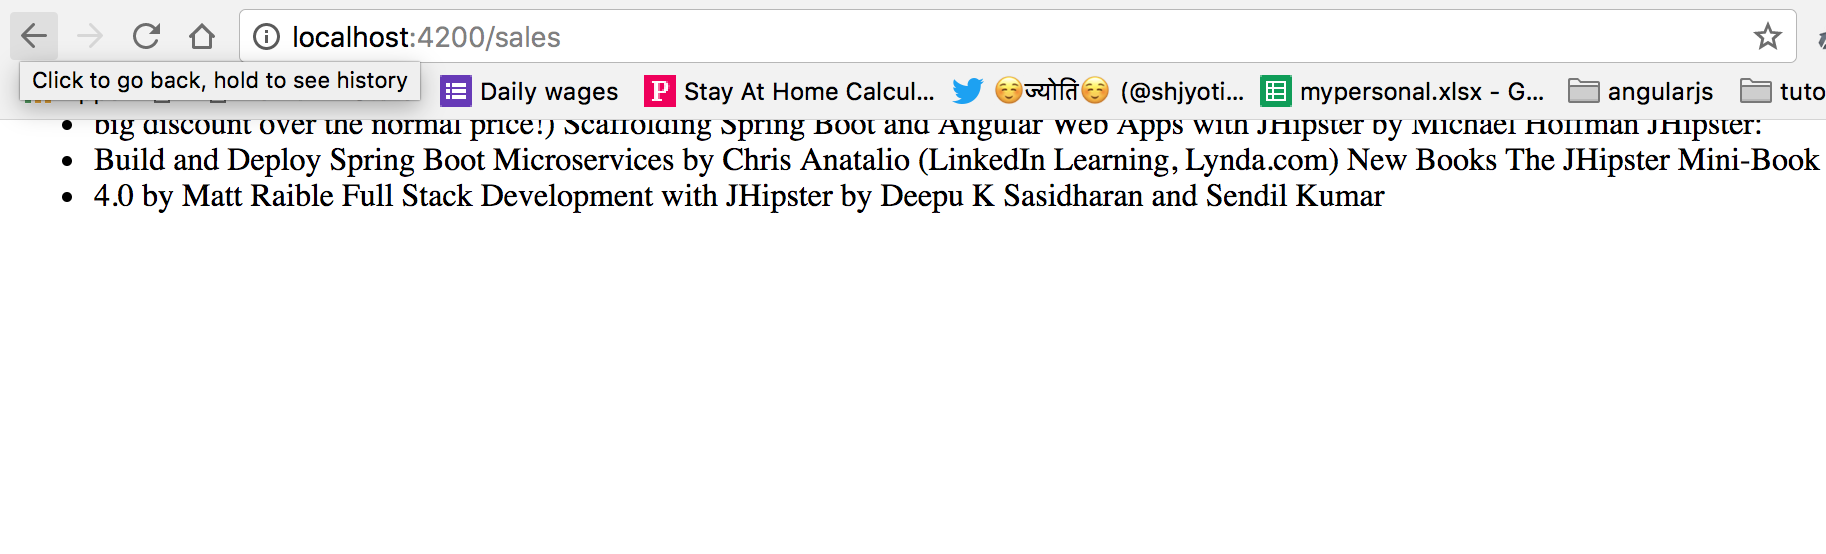 localhost:4200/sales
Click to go back, hold to see history
Daily wages Stay At Home Calcul... ज्योति (@shjyoti... mypersonal.xlsx - G... angularjs tuto
big discount over the normal price!) Scaffolding Spring Boot and Angular Web Apps with JHipster by Michael Hoffman JHipster:
Build and Deploy Spring Boot Microservices by Chris Anatalio (LinkedIn Learning, Lynda.com) New Books The JHipster Mini-Book
4.0 by Matt Raible Full Stack Development with JHipster by Deepu K Sasidharan and Sendil Kumar